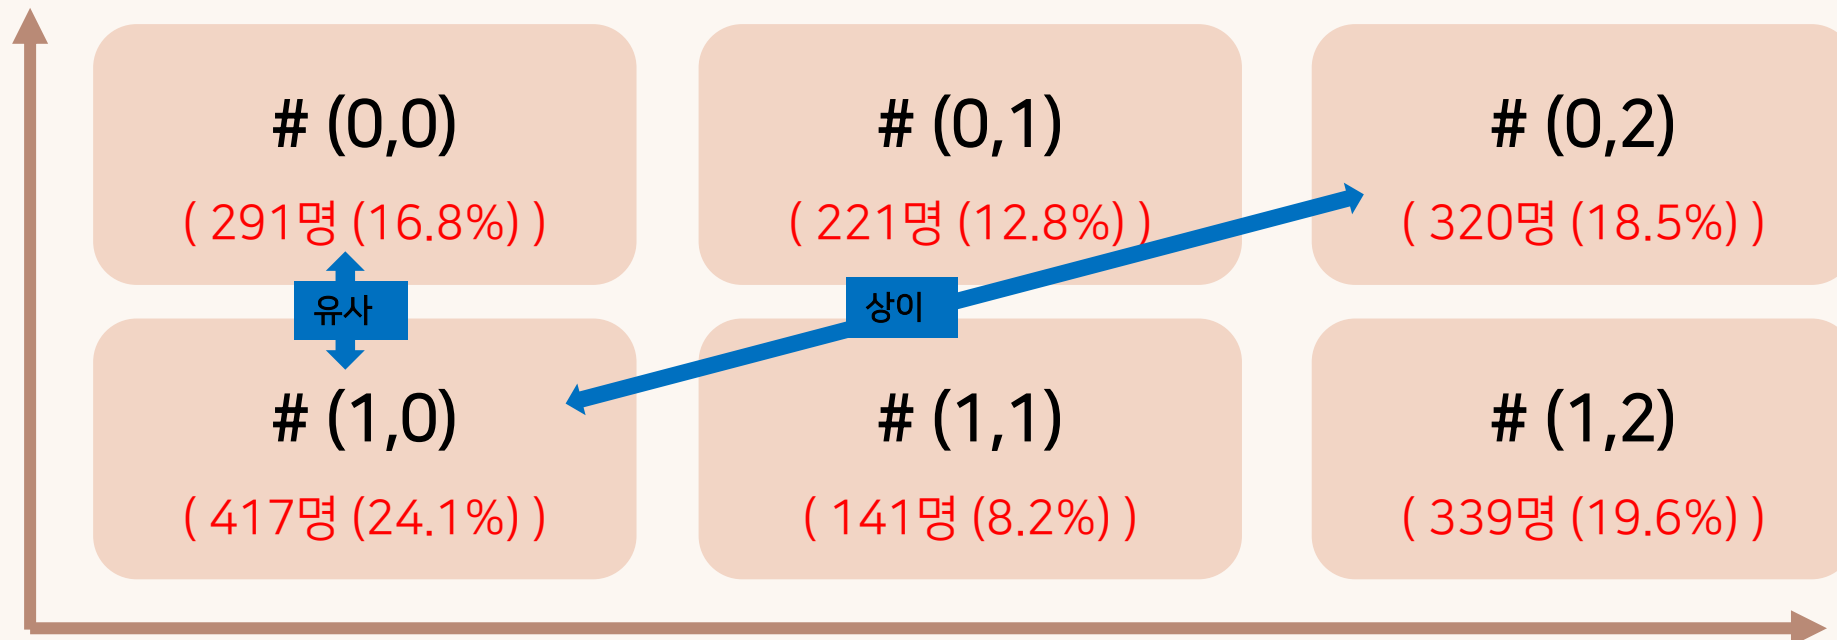 # (0,0)
( 291명 (16.8%) )
# (0,1)
( 221명 (12.8%) )
# (0,2)
( 320명 (18.5%) )
유사
상이
# (1,0)
( 417명 (24.1%) )
# (1,1)
( 141명 (8.2%) )
# (1,2)
( 339명 (19.6%) )